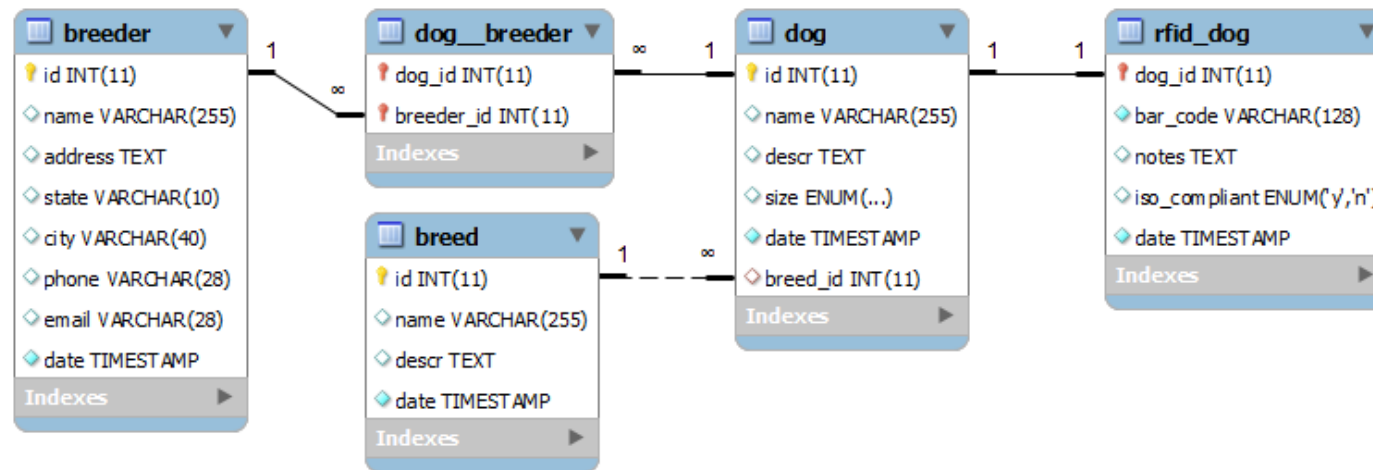 breeder
id INT(11)
name VARCHAR(255)
address TEXT
state VARCHAR(10)
city VARCHAR(40)
phone VARCHAR(28)
email VARCHAR(28)
date TIMESTAMP
Indexes
1
∞
dog__breeder
dog_id INT(11)
breeder_id INT(11)
Indexes
∞
1
breed
id INT(11)
name VARCHAR(255)
descr TEXT
date TIMESTAMP
Indexes
1
∞
dog
id INT(11)
name VARCHAR(255)
descr TEXT
size ENUM(...)
date TIMESTAMP
breed_id INT(11)
Indexes
1
1
rfid_dog
dog_id INT(11)
bar_code VARCHAR(128)
notes TEXT
iso_compliant ENUM('y','n')
date TIMESTAMP
Indexes